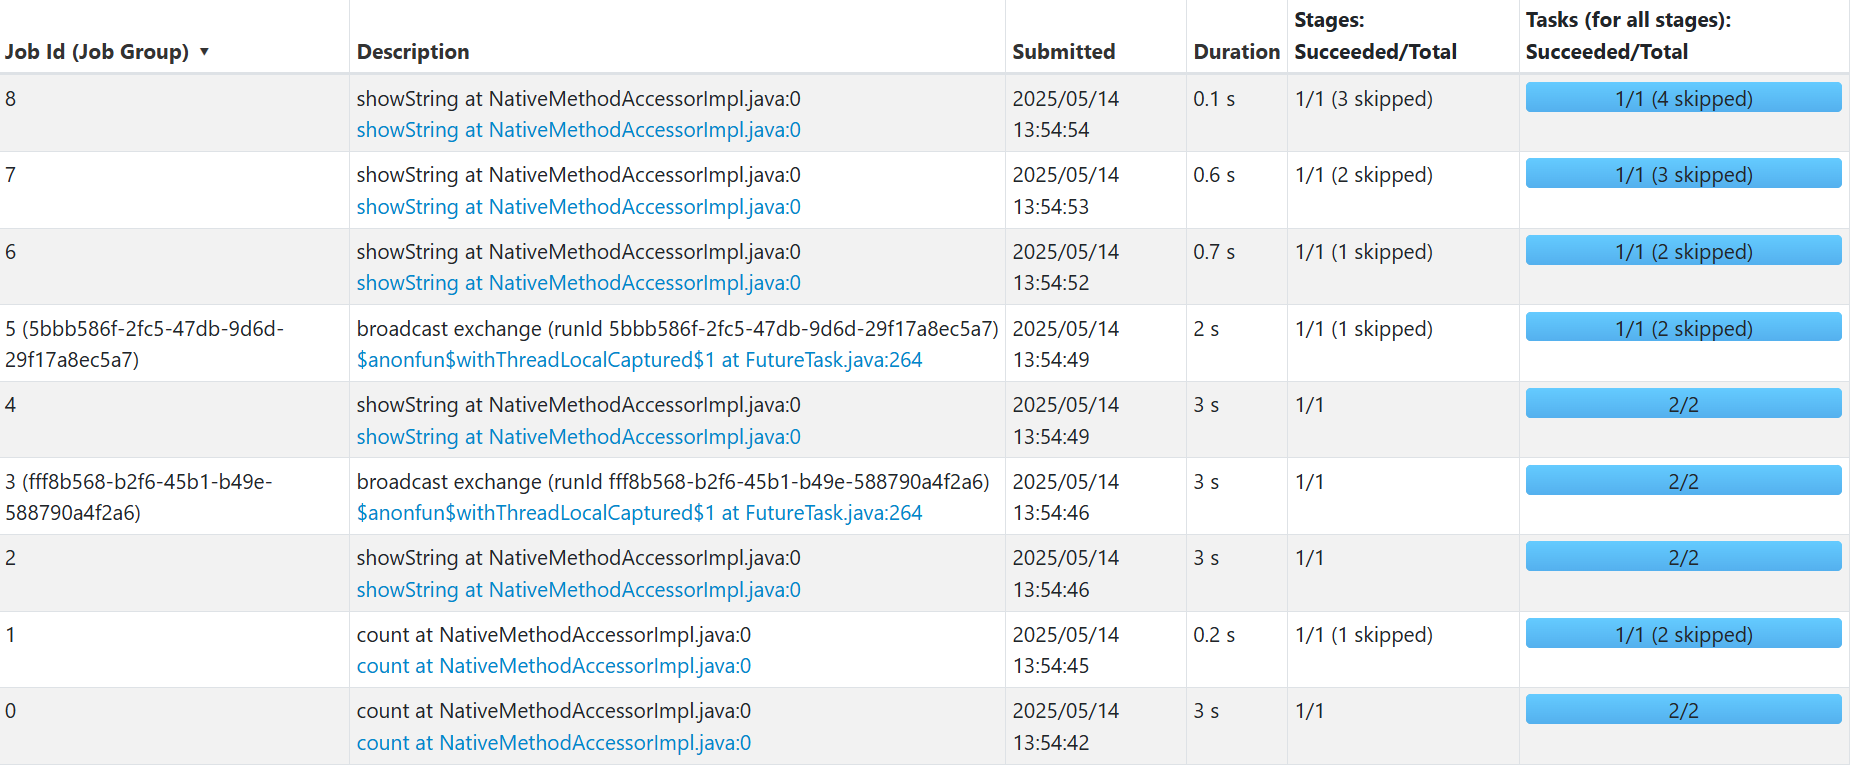 Job Id (Job Group) ▼ Description Submitted Duration Stages: Succeeded/Total Tasks (for all stages): Succeeded/Total
8 showString at NativeMethodAccessorImpl.java:0 2025/05/14 0.1 s 1/1 (3 skipped) 1/1 (4 skipped)
showString at NativeMethodAccessorImpl.java:0 13:54:54
7 showString at NativeMethodAccessorImpl.java:0 2025/05/14 0.6 s 1/1 (2 skipped) 1/1 (3 skipped)
showString at NativeMethodAccessorImpl.java:0 13:54:53
6 showString at NativeMethodAccessorImpl.java:0 2025/05/14 0.7 s 1/1 (1 skipped) 1/1 (2 skipped)
showString at NativeMethodAccessorImpl.java:0 13:54:52
5 (5bbb586f-2fc5-47db-9d6d- broadcast exchange (runId 5bbb586f-2fc5-47db-9d6d-29f17a8ec5a7) 2025/05/14 2 s 1/1 (1 skipped) 1/1 (2 skipped)
29f17a8ec5a7) $anonfun$withThreadLocalCaptured$1 at FutureTask.java:264 13:54:49
4 showString at NativeMethodAccessorImpl.java:0 2025/05/14 3 s 1/1 2/2
showString at NativeMethodAccessorImpl.java:0 13:54:49
3 (fff8b568-b2f6-45b1-b49e- broadcast exchange (runId fff8b568-b2f6-45b1-b49e-588790a4f2a6) 2025/05/14 3 s 1/1 2/2
588790a4f2a6) $anonfun$withThreadLocalCaptured$1 at FutureTask.java:264 13:54:46
2 showString at NativeMethodAccessorImpl.java:0 2025/05/14 3 s 1/1 2/2
showString at NativeMethodAccessorImpl.java:0 13:54:46
1 count at NativeMethodAccessorImpl.java:0 2025/05/14 0.2 s 1/1 (1 skipped) 1/1 (2 skipped)
count at NativeMethodAccessorImpl.java:0 13:54:45
0 count at NativeMethodAccessorImpl.java:0 2025/05/14 3 s 1/1 2/2
count at NativeMethodAccessorImpl.java:0 13:54:42